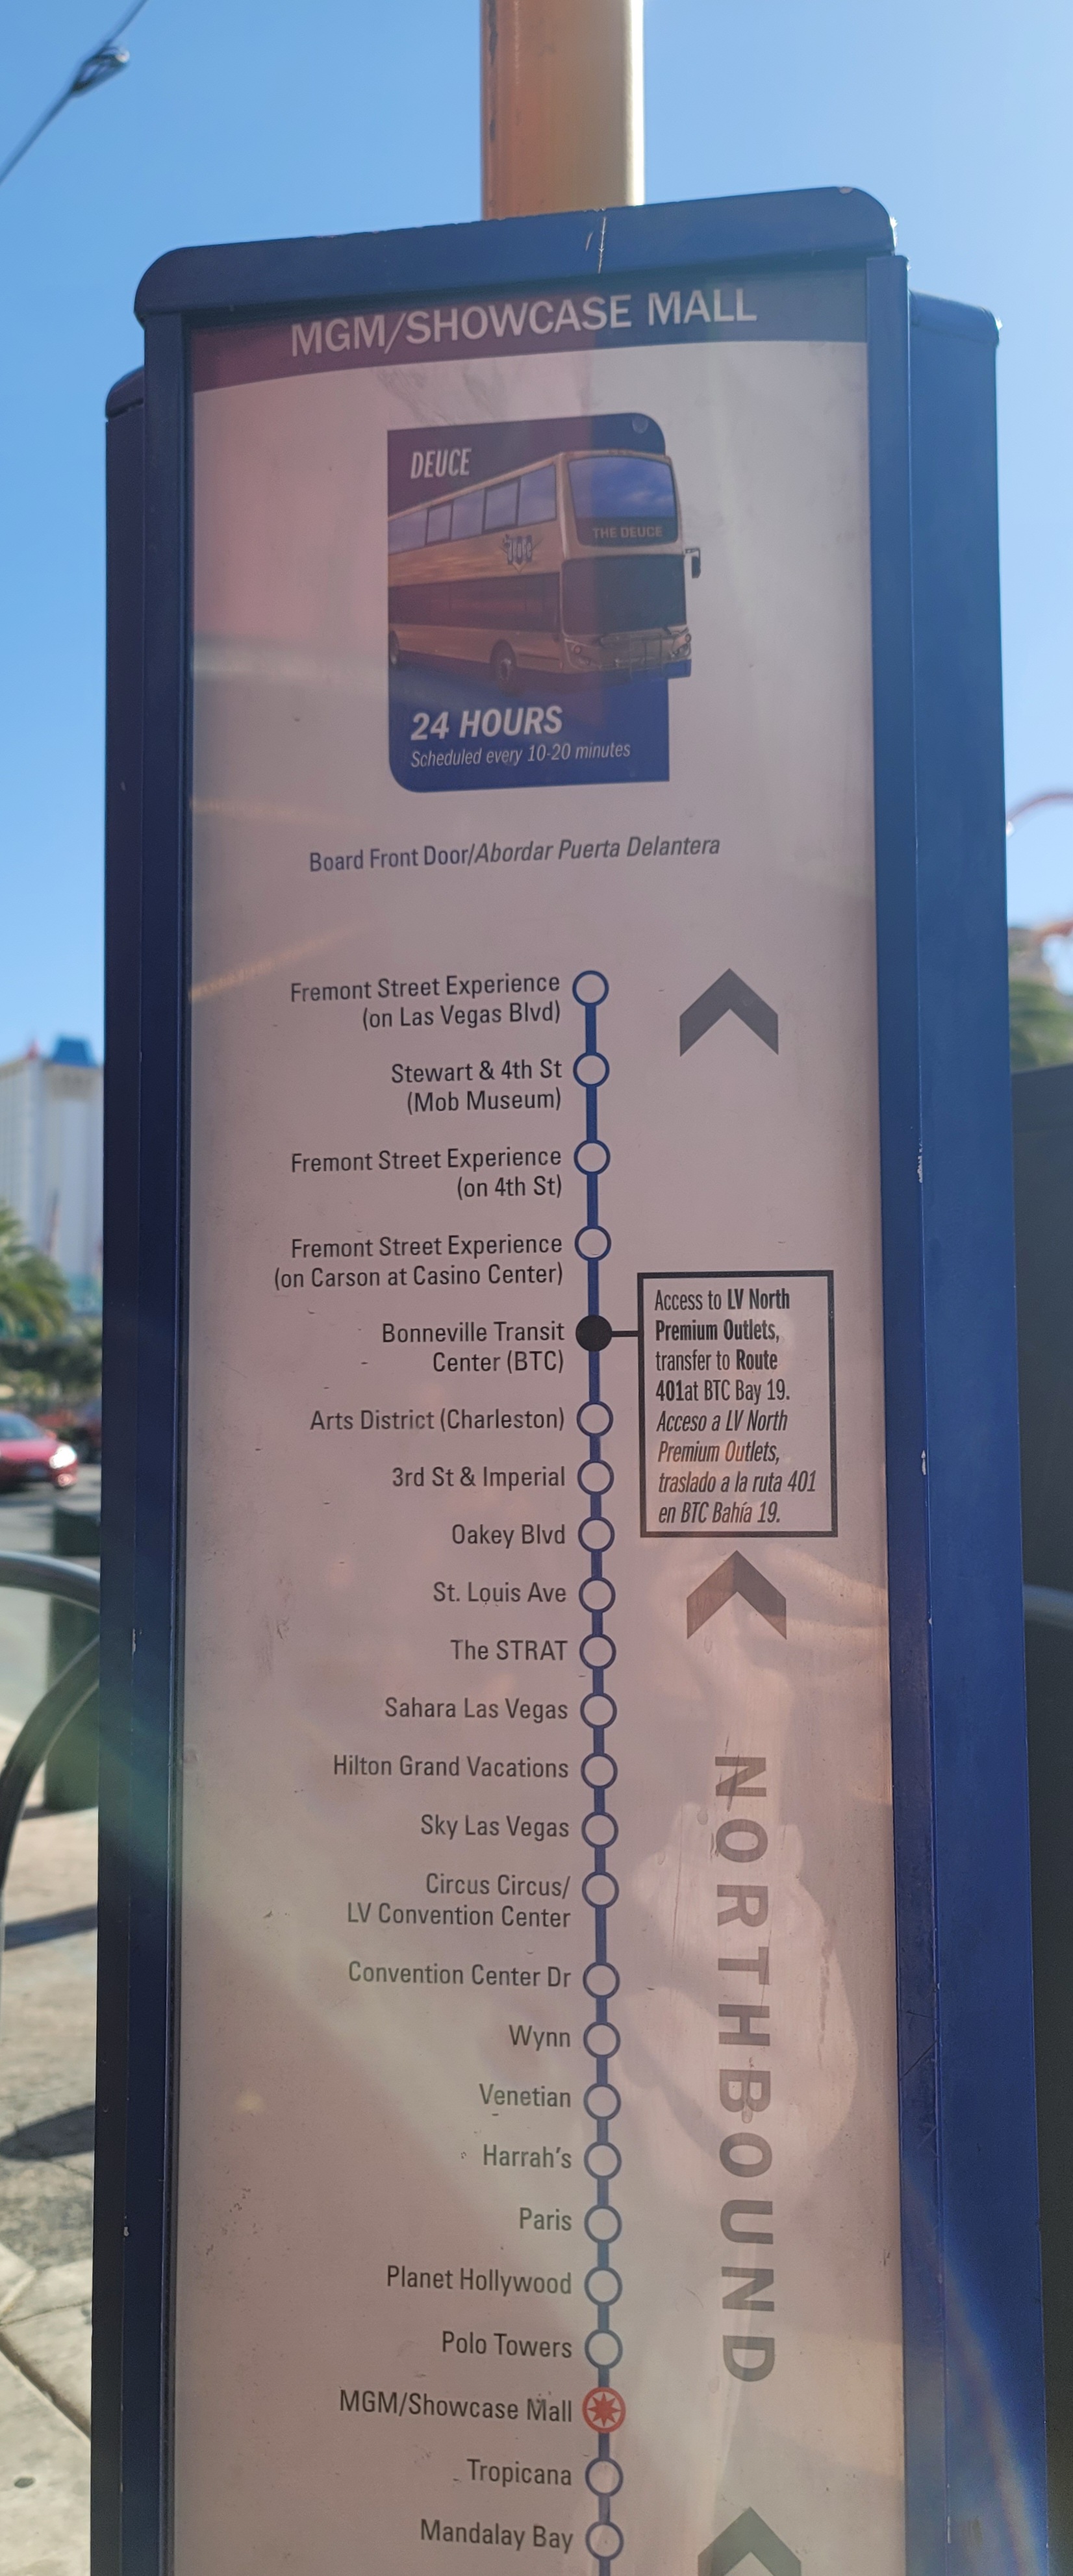 MGM/SHOWCASE MALL
DEUCE
THE DEUCE
24 HOURS
Scheduled every 10-20 minutes
Board Front Door/Abordar Puerta Delantera
Fremont Street Experience
(on Las Vegas Blvd)
Stewart & 4th St
(Mob Museum)
Fremont Street Experience
(on 4th St)
Fremont Street Experience
(on Carson at Casino Center)
Bonneville Transit
Center (BTC)
Access to LV North
Premium Outlets,
transfer to Route
401at BTC Bay 19.
Acceso a LV North
Premium Outlets,
traslado a la ruta 401
en BTC Bahía 19.
Arts District (Charleston)
3rd St & Imperial
Oakey Blvd
St. Louis Ave
The STRAT
Sahara Las Vegas
Hilton Grand Vacations
Sky Las Vegas
Circus Circus/
LV Convention Center
Convention Center Dr
Wynn
Venetian
Harrah's
Paris
Planet Hollywood
Polo Towers
MGM/Showcase Mall
Tropicana
Mandalay Bay
NORTHBOUND